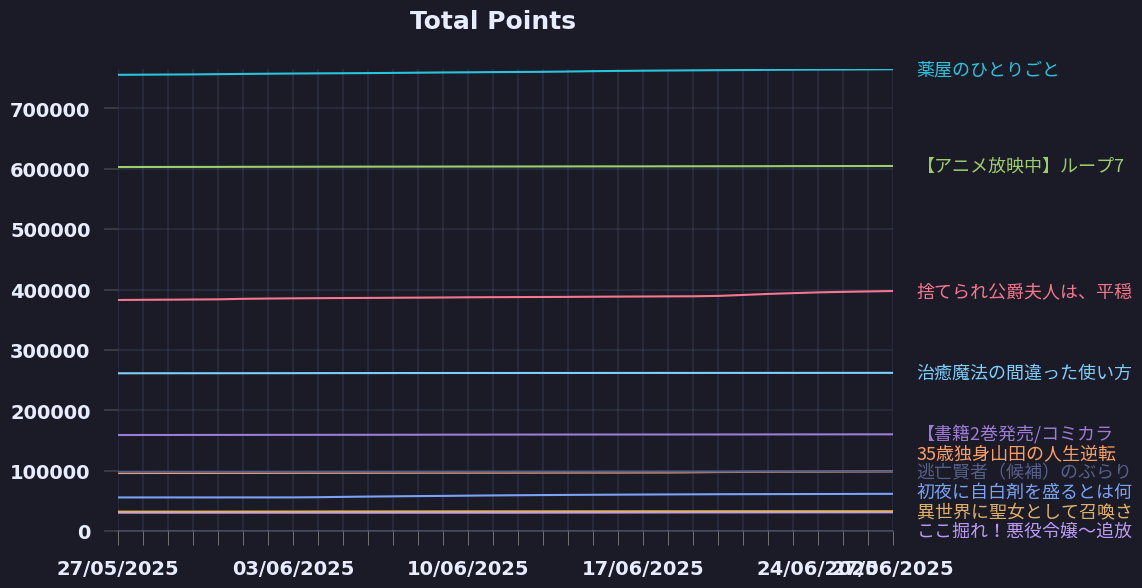 Total Points
薬屋のひとりごと
700000
【アニメ放映中】ループ7
600000
500000
400000
捨てられ公爵夫人は、平穏
300000
治癒魔法の間違った使い方
200000
【書籍2巻発売/コミカラ
35歳独身山田の人生逆転
100000
逃亡賢者（候補）のぶらり
初夜に自白剤を盛るとは何
異世界に聖女として召喚さ
0
ここ掘れ！悪役令嬢〜追放
27/05/2025 03/06/2025 10/06/2025 17/06/2025 24/06/2025 27/06/2025